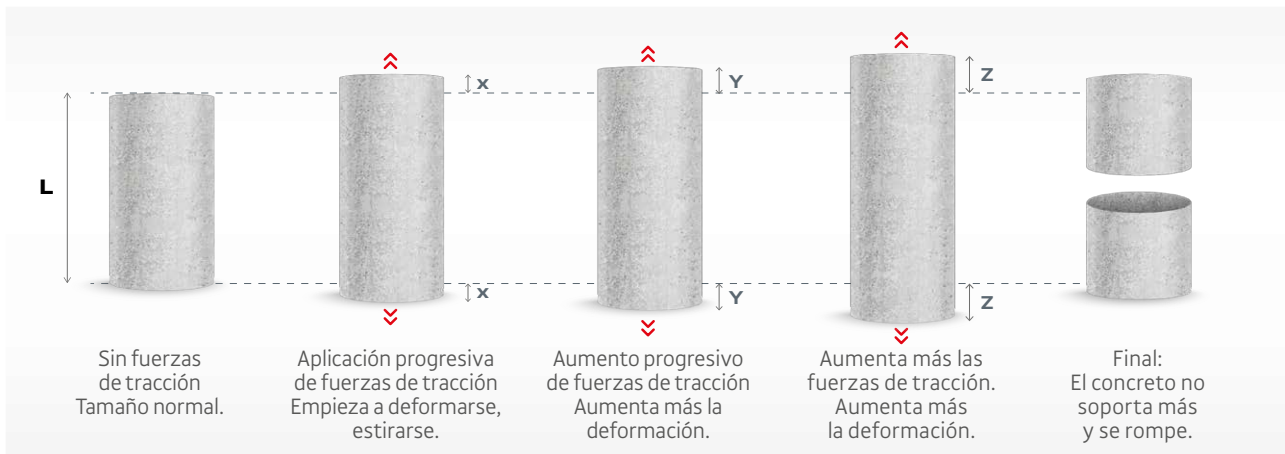 x
Y
Z
L
x
Y
Z
Sin fuerzas
de tracción
Tamaño normal.
Aplicación progresiva
de fuerzas de tracción
Empieza a deformarse,
estirarse.
Aumento progresivo
de fuerzas de tracción
Aumenta más la
deformación.
Aumenta más las
fuerzas de tracción.
Aumenta más
la deformación.
Final:
El concreto no
soporta más
y se rompe.